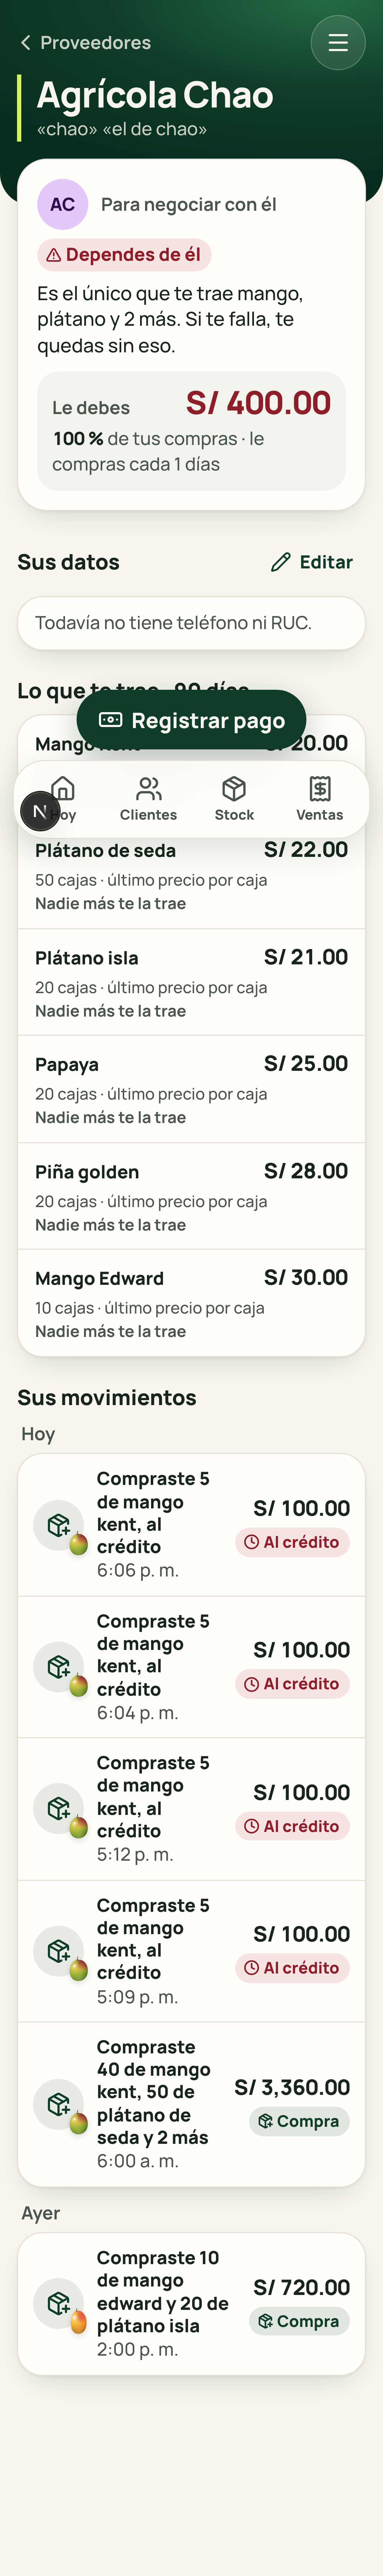 Proveedores
Agrícola Chao
«chao» «el de chao»
AC
Para negociar con él
Dependes de él
Es el único que te trae mango,
plátano y 2 más. Si te falla, te
quedas sin eso.
Le debes S/ 400.00
100 % de tus compras · le
compras cada 1 días
Sus datos
Editar
Todavía no tiene teléfono ni RUC.
Lo que
Registrar pago
Mango
20.00
N
Hoy
Clientes
Stock
Ventas
Plátano de seda S/ 22.00
50 cajas · último precio por caja
Nadie más te la trae
Plátano isla S/ 21.00
20 cajas · último precio por caja
Nadie más te la trae
Papaya S/ 25.00
20 cajas · último precio por caja
Nadie más te la trae
Piña golden S/ 28.00
20 cajas · último precio por caja
Nadie más te la trae
Mango Edward S/ 30.00
10 cajas · último precio por caja
Nadie más te la trae
Sus movimientos
Hoy
Compraste 5
de mango
kent, al
crédito
6:06 p. m.
S/ 100.00
Al crédito
Compraste 5
de mango
kent, al
crédito
6:04 p. m.
S/ 100.00
Al crédito
Compraste 5
de mango
kent, al
crédito
5:12 p. m.
S/ 100.00
Al crédito
Compraste 5
de mango
kent, al
crédito
5:09 p. m.
S/ 100.00
Al crédito
Compraste
40 de mango
kent, 50 de
plátano de
seda y 2 más
6:00 a. m.
S/ 3,360.00
Compra
Ayer
Compraste 10
de mango
edward y 20 de
plátano isla
2:00 p. m.
S/ 720.00
Compra